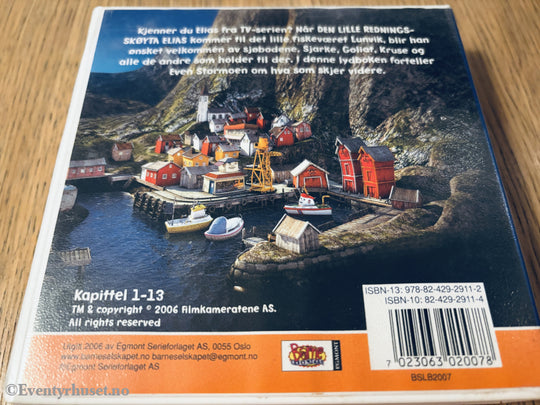 Kjenner du Elias fra TV-serien? Når DEN LILLE REDNINGS-
SKØYTA ELIAS kommer til det lille fiskeværet Lunvik, blir han
ønsket velkommen av sjøbodene, Sjarke, Goliat, Kruse og
alle de andre som holder til der. I denne lydboken forteller
Even Stormoen om hva som skjer videre.
Kapittel 1-13
TM & copyright © 2006 Filmkameratene AS.
All rights reserved
ISBN-13: 978-82-429-2911-2
ISBN-10: 82-429-2911-4
Utgitt 2006 av Egmont Serieforlaget AS, 0055 Oslo
www.barneselskapet.no barneselskapet@egmont.no
©Egmont Serieforlaget AS
EGMONT
7 023063 020078
BSLB2007
©Eventyrhuset.no